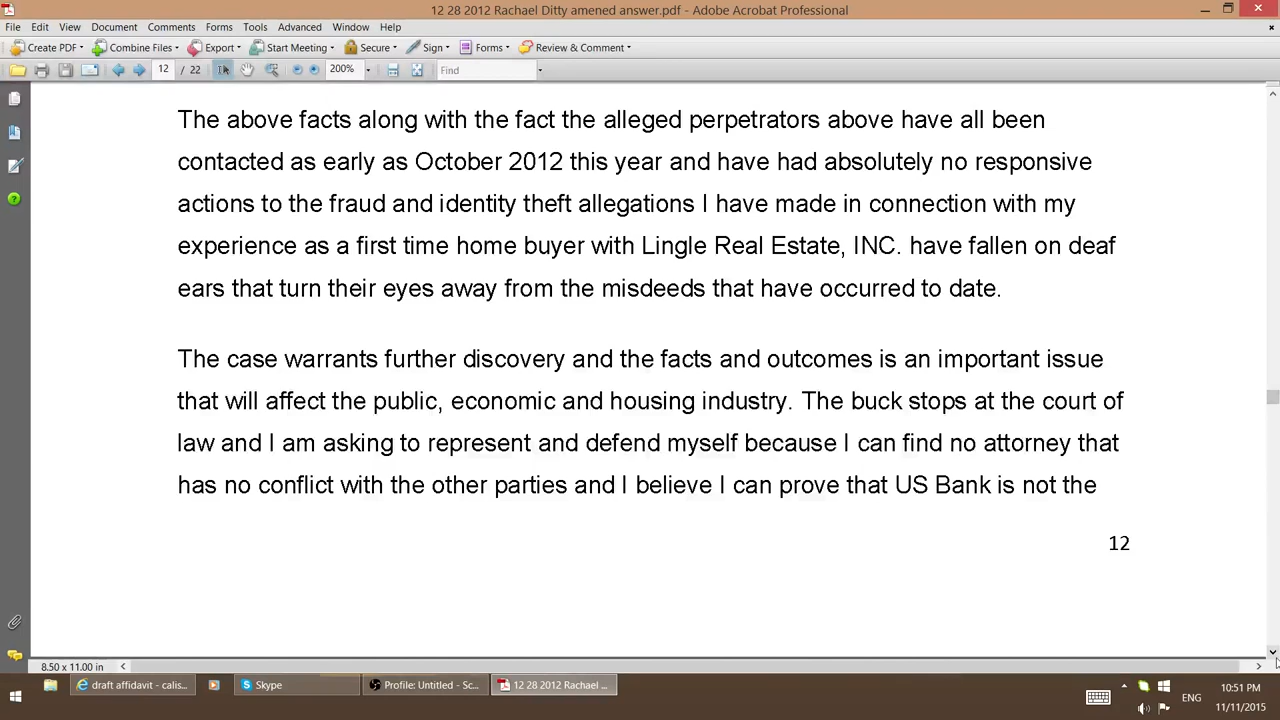 12 28 2012 Rachael Ditty amened answer.pdf - Adobe Acrobat Professional
File Edit View Document Comments Forms Tools Advanced Window Help
Create PDF Combine Files Export Start Meeting Secure Sign Forms Review & Comment
12 / 22 200% Find
The above facts along with the fact the alleged perpetrators above have all been
contacted as early as October 2012 this year and have had absolutely no responsive
actions to the fraud and identity theft allegations I have made in connection with my
experience as a first time home buyer with Lingle Real Estate, INC. have fallen on deaf
ears that turn their eyes away from the misdeeds that have occurred to date.
The case warrants further discovery and the facts and outcomes is an important issue
that will affect the public, economic and housing industry. The buck stops at the court of
law and I am asking to represent and defend myself because I can find no attorney that
has no conflict with the other parties and I believe I can prove that US Bank is not the
12
8.50 x 11.00 in
draft affidavit - calis... Skype Profile: Untitled - Sc... 12 28 2012 Rachael ... ENG 10:51 PM
11/11/2015